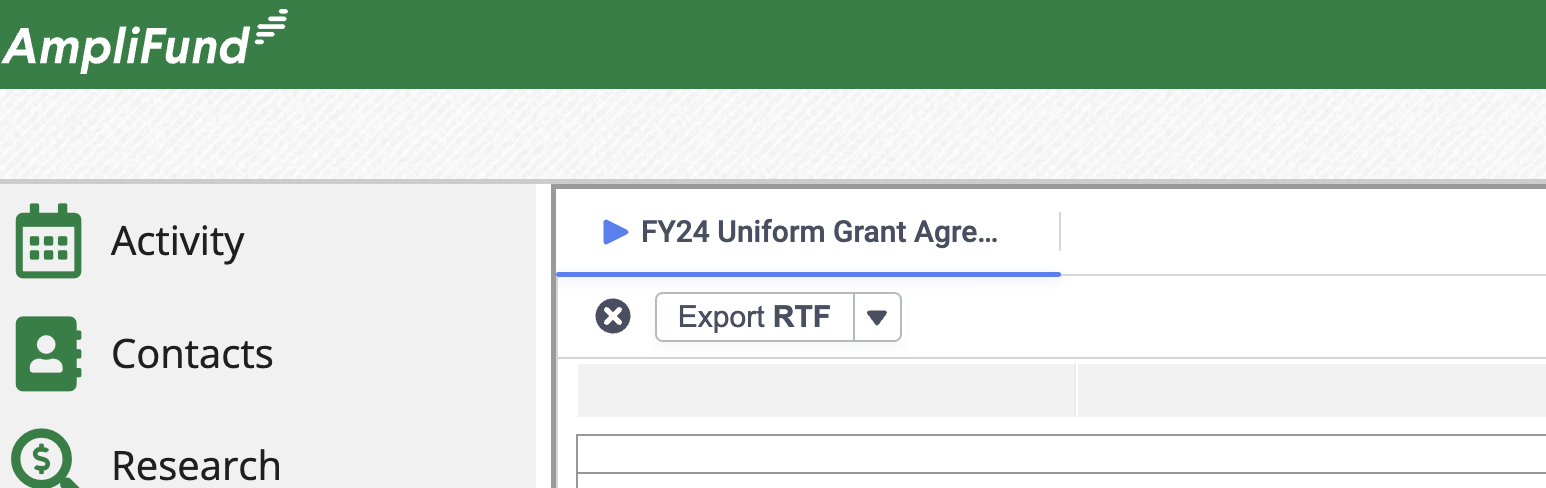 AmpliFund
Activity
Contacts
Research
FY24 Uniform Grant Agre...
Export RTF